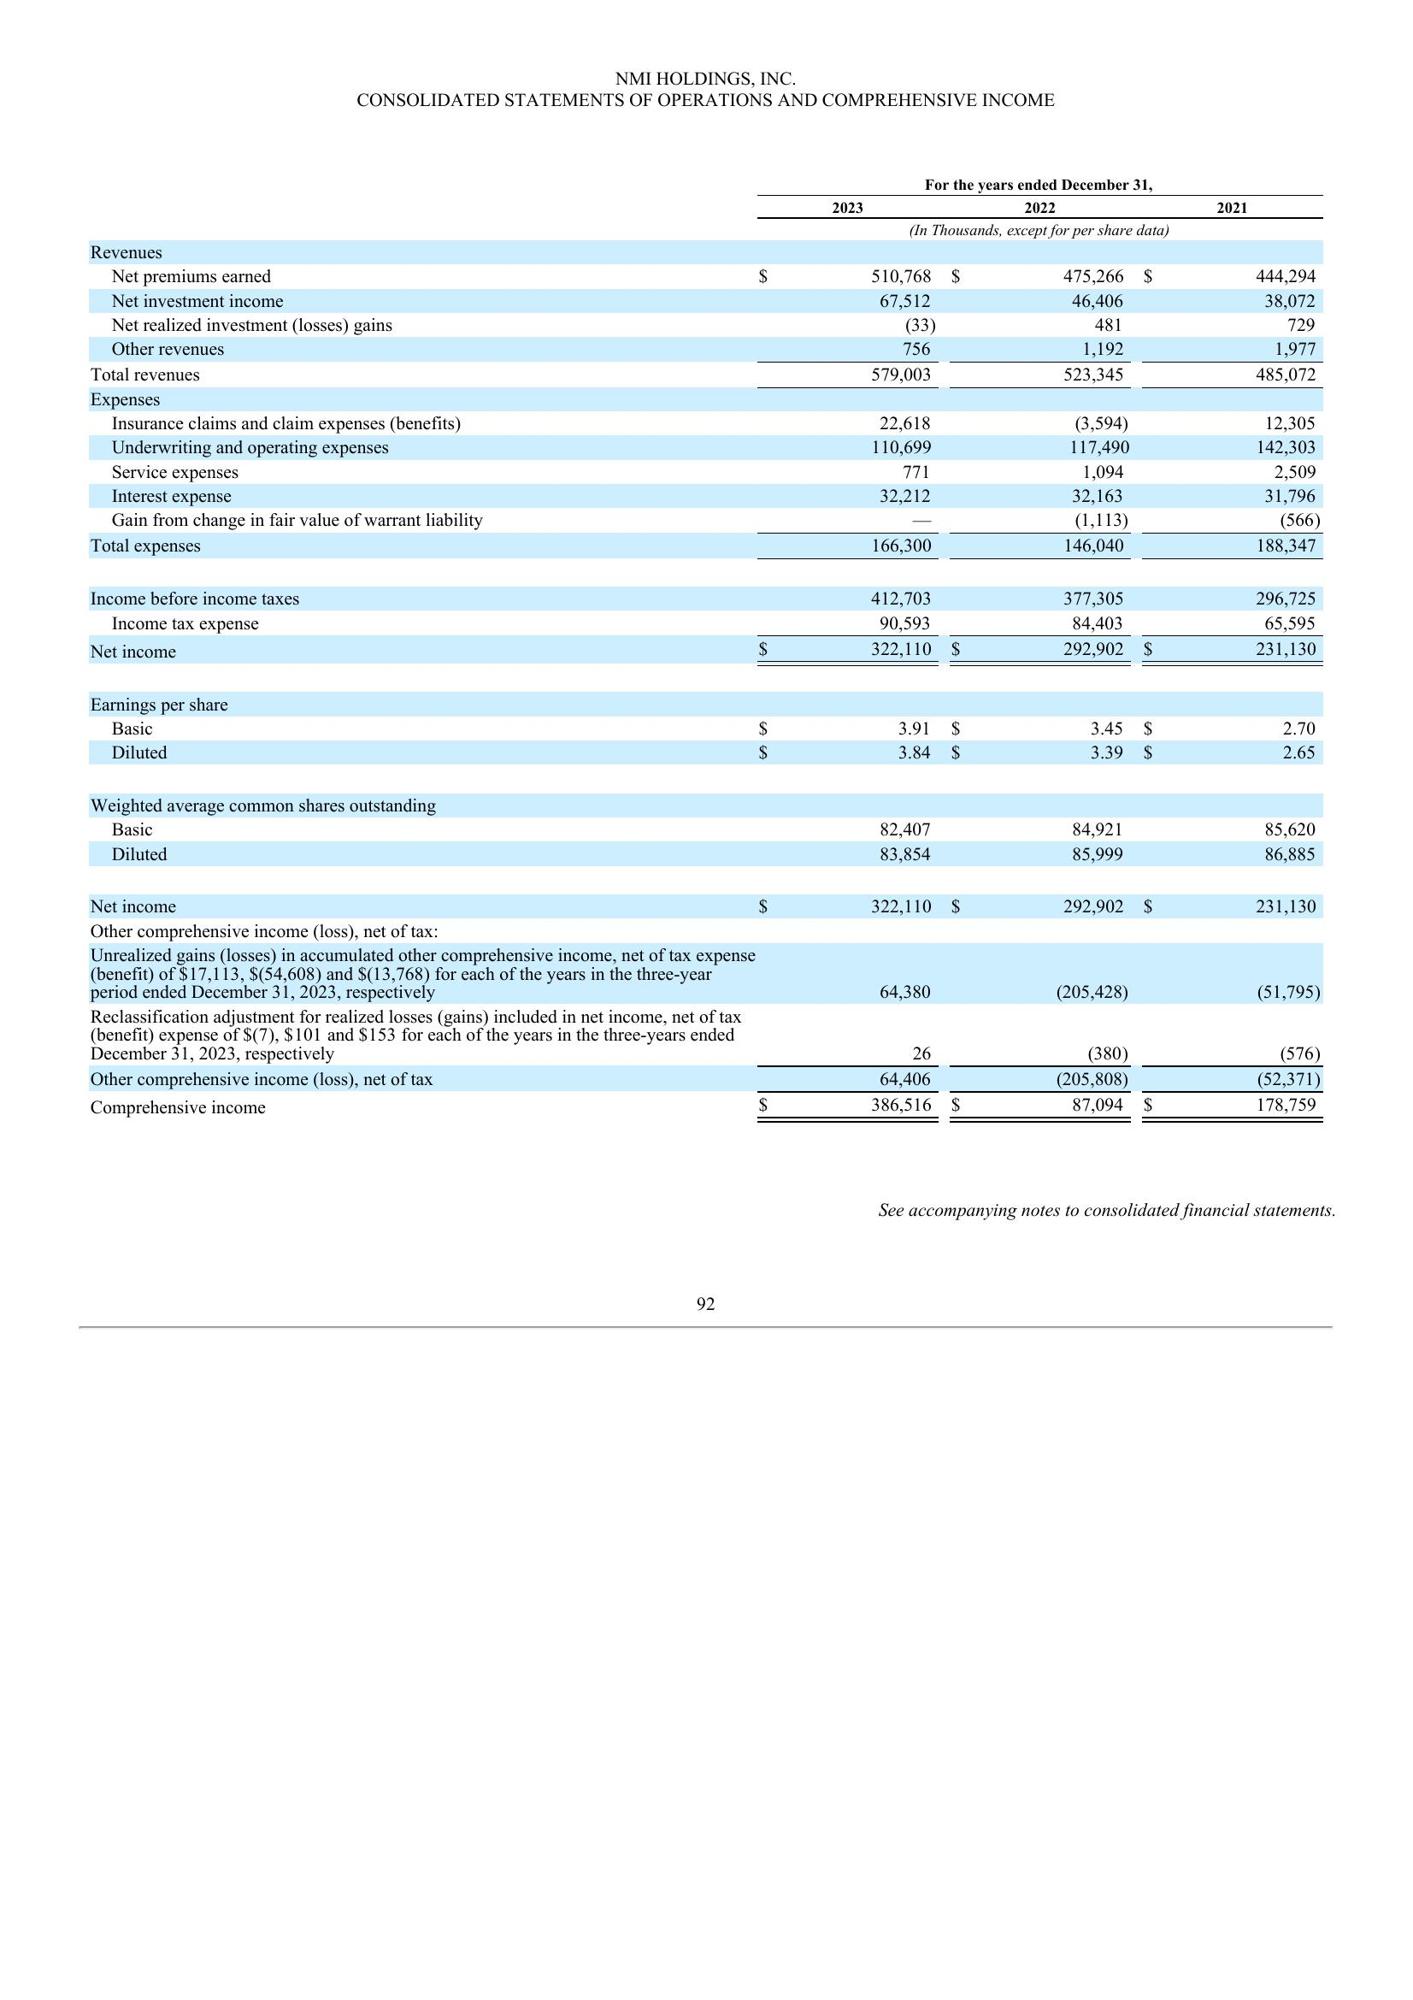 NMI HOLDINGS, INC.
CONSOLIDATED STATEMENTS OF OPERATIONS AND COMPREHENSIVE INCOME
For the years ended December 31,
2023 2022 2021
(In Thousands, except for per share data)
Revenues
Net premiums earned $ 510,768 $ 475,266 $ 444,294
Net investment income 67,512 46,406 38,072
Net realized investment (losses) gains (33) 481 729
Other revenues 756 1,192 1,977
Total revenues 579,003 523,345 485,072
Expenses
Insurance claims and claim expenses (benefits) 22,618 (3,594) 12,305
Underwriting and operating expenses 110,699 117,490 142,303
Service expenses 771 1,094 2,509
Interest expense 32,212 32,163 31,796
Gain from change in fair value of warrant liability — (1,113) (566)
Total expenses 166,300 146,040 188,347
Income before income taxes 412,703 377,305 296,725
Income tax expense 90,593 84,403 65,595
Net income $ 322,110 $ 292,902 $ 231,130
Earnings per share
Basic $ 3.91 $ 3.45 $ 2.70
Diluted $ 3.84 $ 3.39 $ 2.65
Weighted average common shares outstanding
Basic 82,407 84,921 85,620
Diluted 83,854 85,999 86,885
Net income $ 322,110 $ 292,902 $ 231,130
Other comprehensive income (loss), net of tax:
Unrealized gains (losses) in accumulated other comprehensive income, net of tax expense
(benefit) of $17,113, $(54,608) and $(13,768) for each of the years in the three-year
period ended December 31, 2023, respectively 64,380 (205,428) (51,795)
Reclassification adjustment for realized losses (gains) included in net income, net of tax
(benefit) expense of $(7), $101 and $153 for each of the years in the three-years ended
December 31, 2023, respectively 26 (380) (576)
Other comprehensive income (loss), net of tax 64,406 (205,808) (52,371)
Comprehensive income $ 386,516 $ 87,094 $ 178,759
See accompanying notes to consolidated financial statements.
92